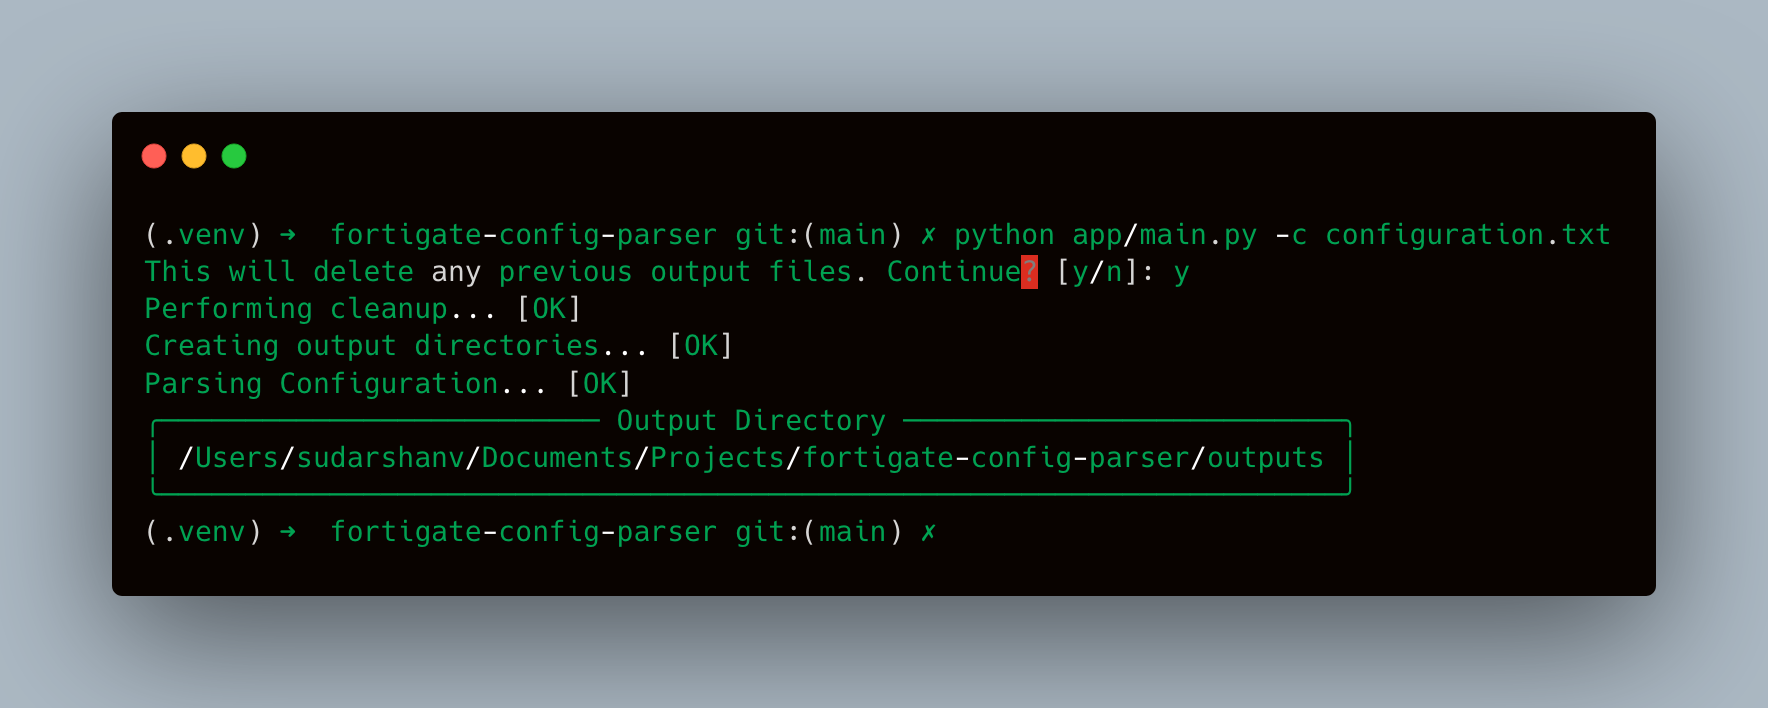 (.venv) ➜  fortigate-config-parser git:(main) ✗ python app/main.py -c configuration.txt
This will delete any previous output files. Continue? [y/n]: y
Performing cleanup... [OK]
Creating output directories... [OK]
Parsing Configuration... [OK]
Output Directory
/Users/sudarshanv/Documents/Projects/fortigate-config-parser/outputs
(.venv) ➜  fortigate-config-parser git:(main) ✗